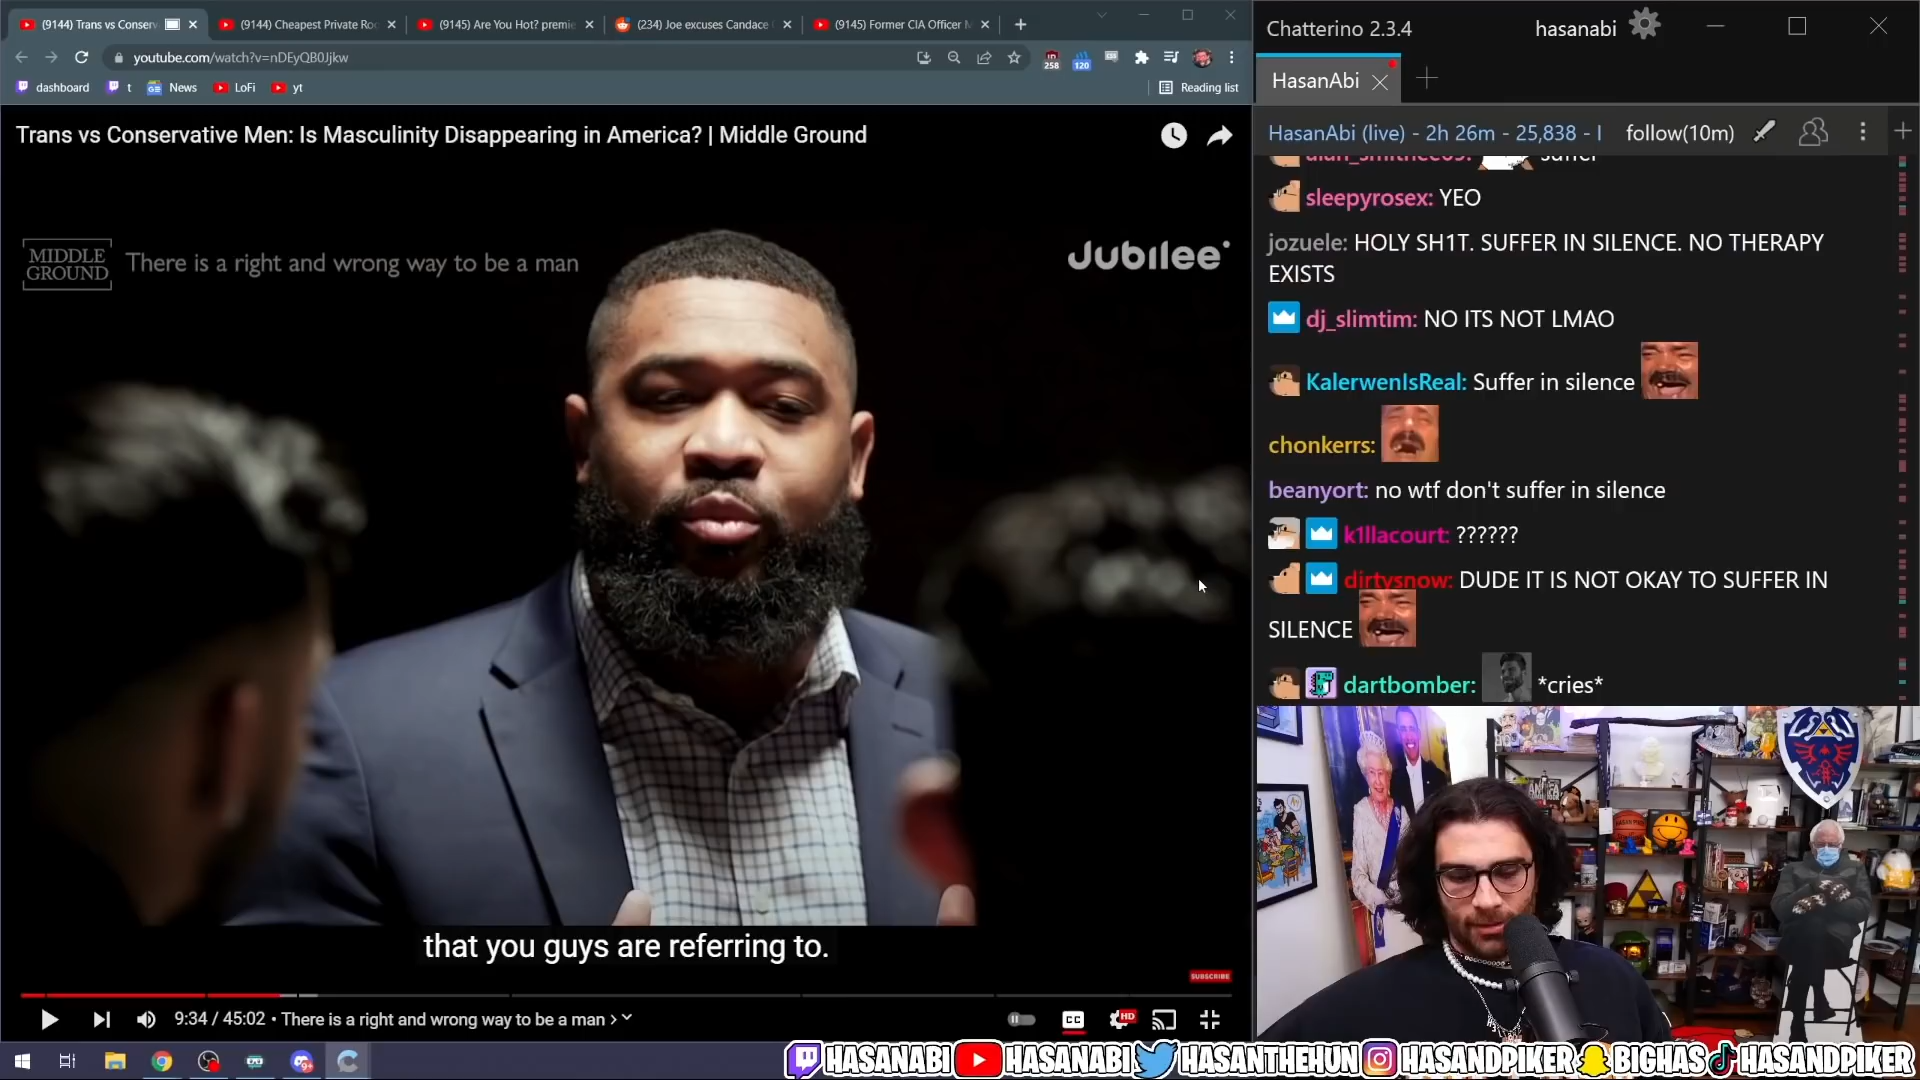 (9144) Trans vs Conserv
(9144) Cheapest Private Roo
(9145) Are You Hot? premie
(234) Joe excuses Candace
(9145) Former CIA Officer
youtube.com/watch?v=nDEyQB0Jjkw
258
120
dashboard
t
News
LoFi
yt
Reading list
Trans vs Conservative Men: Is Masculinity Disappearing in America? | Middle Ground
MIDDLE
GROUND
There is a right and wrong way to be a man
Jubilee
that you guys are referring to.
SUBSCRIBE
9:34 / 45:02 • There is a right and wrong way to be a man
CC
HD
Chatterino 2.3.4
hasanabi
HasanAbi
HasanAbi (live) - 2h 26m - 25,838 - I
follow(10m)
suffer
sleepyrosex: YEO
jozuele: HOLY SH1T. SUFFER IN SILENCE. NO THERAPY
EXISTS
dj_slimtim: NO ITS NOT LMAO
KalerwenIsReal: Suffer in silence
chonkerrs:
beanyort: no wtf don't suffer in silence
k1llacourt: ??????
dirtysnow: DUDE IT IS NOT OKAY TO SUFFER IN
SILENCE
dartbomber: *cries*
HASANABI HASANABI HASANTHEHUN HASANDPIKER BIGHAS HASANDPIKER